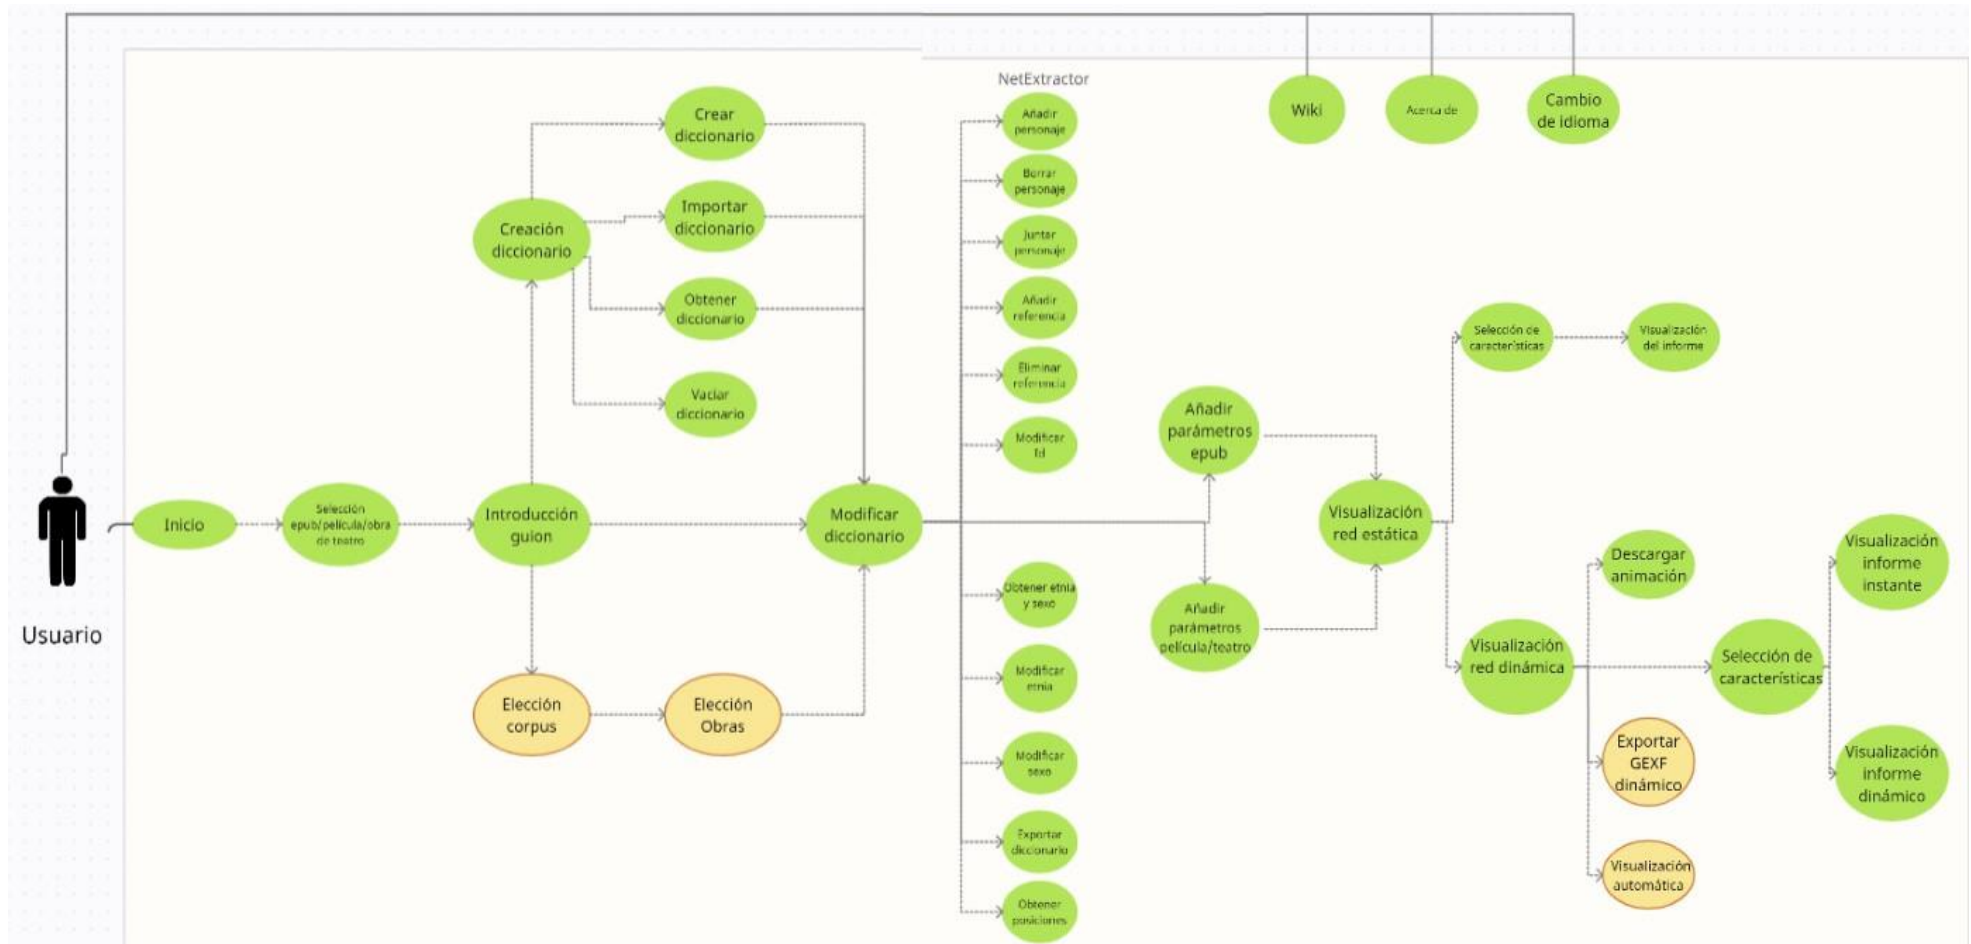 NetExtractor
Wiki
Acerca de
Cambio
de idioma
Crear
diccionario
Importar
diccionario
Obtener
diccionario
Vaciar
diccionario
Creación
diccionario
Usuario
Inicio
Selección
epub/película/obra
de teatro
Introducción
guion
Elección
corpus
Elección
Obras
Modificar
diccionario
Añadir
personaje
Borrar
personaje
Juntar
personaje
Añadir
referencia
Eliminar
referencia
Modificar
Id
Obtener etnia
y sexo
Modificar
etnia
Modificar
sexo
Exportar
diccionario
Obtener
posiciones
Añadir
parámetros
epub
Añadir
parámetros
película/teatro
Visualización
red estática
Selección de
características
Visualización
del informe
Visualización
red dinámica
Descargar
animación
Selección de
características
Exportar
GEXF
dinámico
Visualización
automática
Visualización
informe
instante
Visualización
informe
dinámico